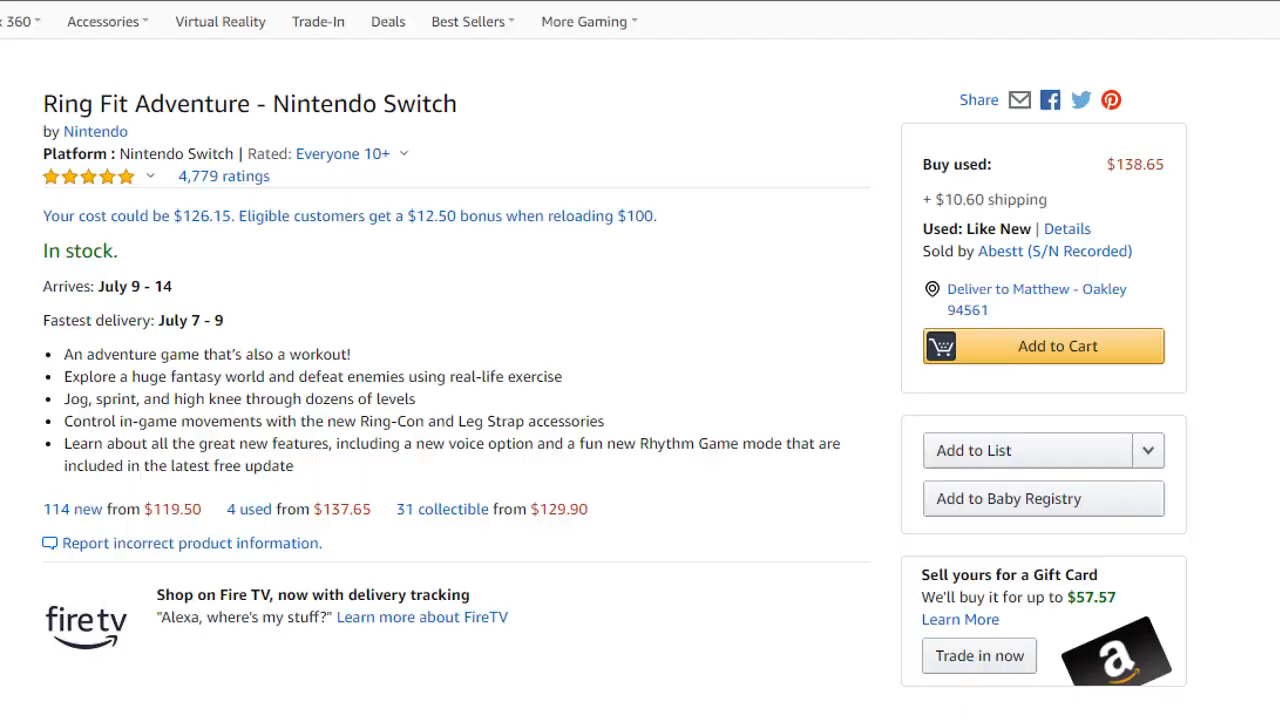 x 360 Accessories Virtual Reality Trade-In Deals Best Sellers More Gaming
Ring Fit Adventure - Nintendo Switch
by Nintendo
Platform : Nintendo Switch | Rated: Everyone 10+
4,779 ratings
Your cost could be $126.15. Eligible customers get a $12.50 bonus when reloading $100.
In stock.
Arrives: July 9 - 14
Fastest delivery: July 7 - 9
• An adventure game that's also a workout!
• Explore a huge fantasy world and defeat enemies using real-life exercise
• Jog, sprint, and high knee through dozens of levels
• Control in-game movements with the new Ring-Con and Leg Strap accessories
• Learn about all the great new features, including a new voice option and a fun new Rhythm Game mode that are
included in the latest free update
114 new from $119.50 4 used from $137.65 31 collectible from $129.90
Report incorrect product information.
fire tv
Shop on Fire TV, now with delivery tracking
"Alexa, where's my stuff?" Learn more about FireTV
Share
Buy used: $138.65
+ $10.60 shipping
Used: Like New | Details
Sold by Abestt (S/N Recorded)
Deliver to Matthew - Oakley
94561
Add to Cart
Add to List
Add to Baby Registry
Sell yours for a Gift Card
We'll buy it for up to $57.57
Learn More
Trade in now
a